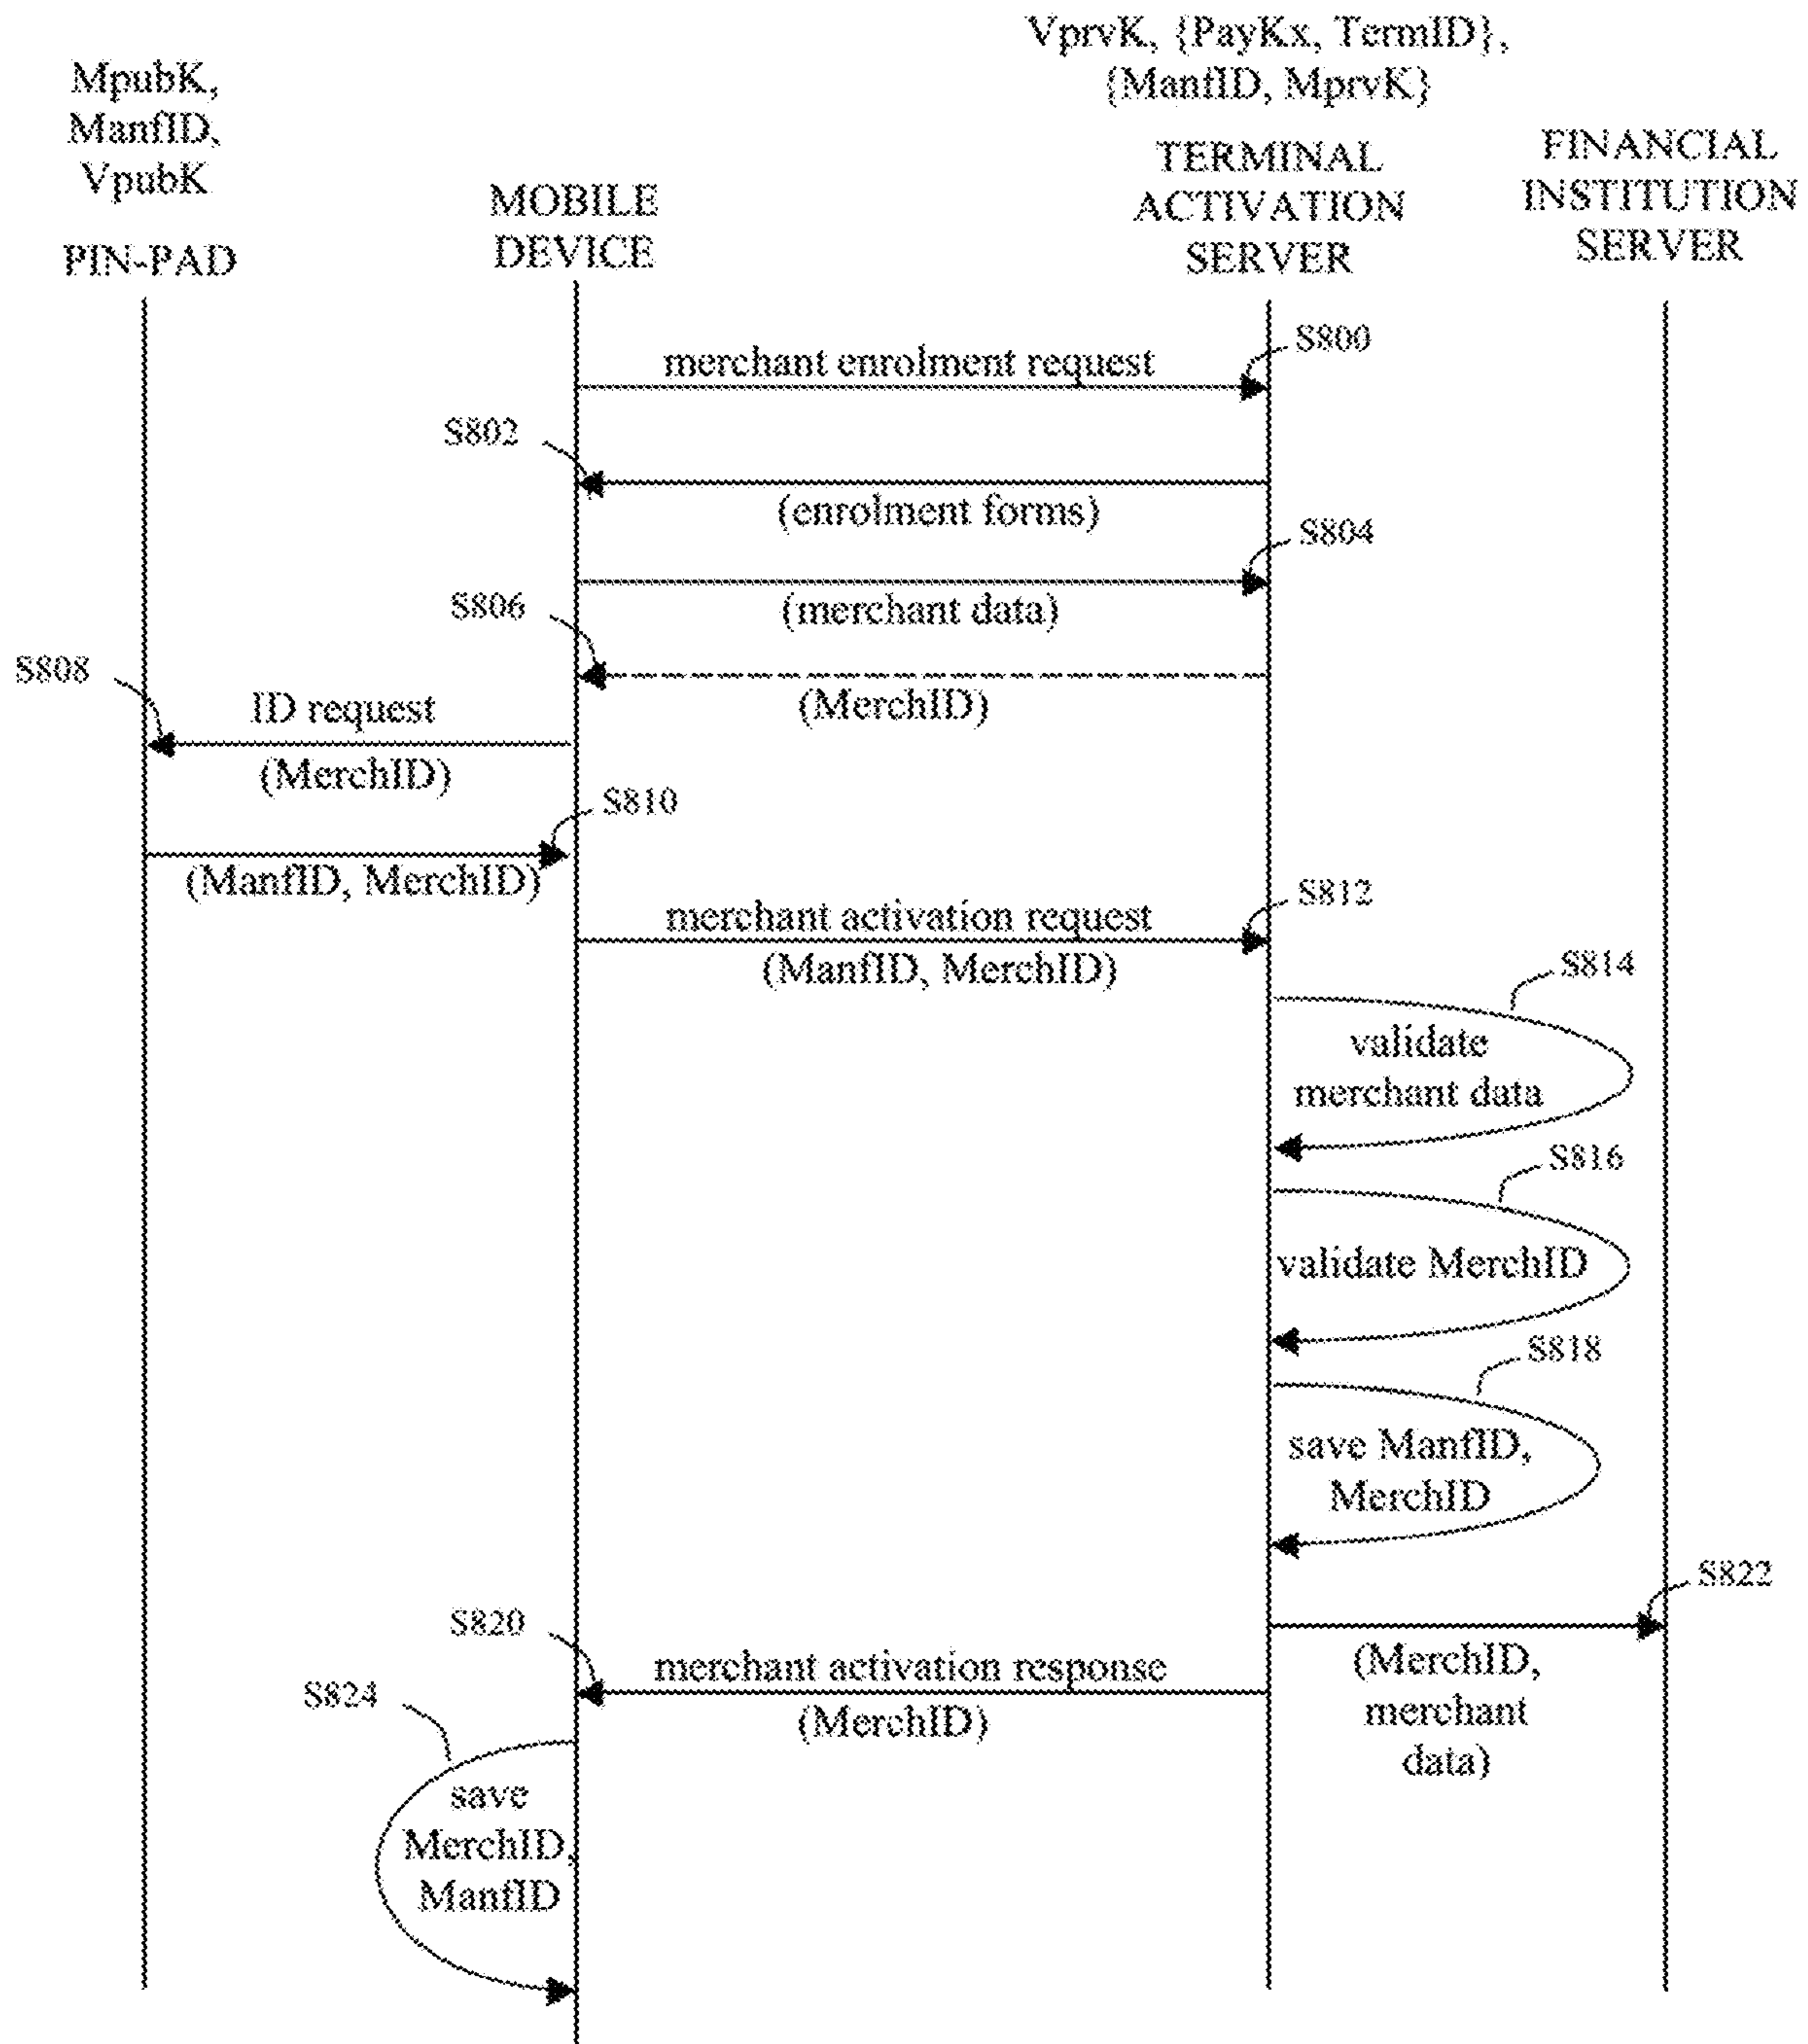 VprvK, {PayKx, TermID},
{ManfID, MprvK}
MpubK,
ManfID,
VpubK
PIN-PAD
MOBILE
DEVICE
TERMINAL
ACTIVATION
SERVER
FINANCIAL
INSTITUTION
SERVER
merchant enrolment request
S800
S802
(enrolment forms)
S804
(merchant data)
S806
(MerchID)
S808
ID request
(MerchID)
S810
(ManfID, MerchID)
merchant activation request
S812
(ManfID, MerchID)
S814
validate
merchant data
S816
validate MerchID
S818
save ManfID,
MerchID
S822
(MerchID,
merchant
data)
S820
merchant activation response
(MerchID)
S824
save
MerchID,
ManfID